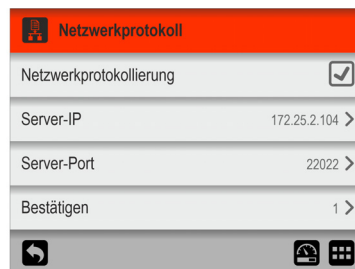 Netzwerkprotokoll
Netzwerkprotokollierung
Server-IP 172.25.2.104
Server-Port 22022
Bestätigen 1